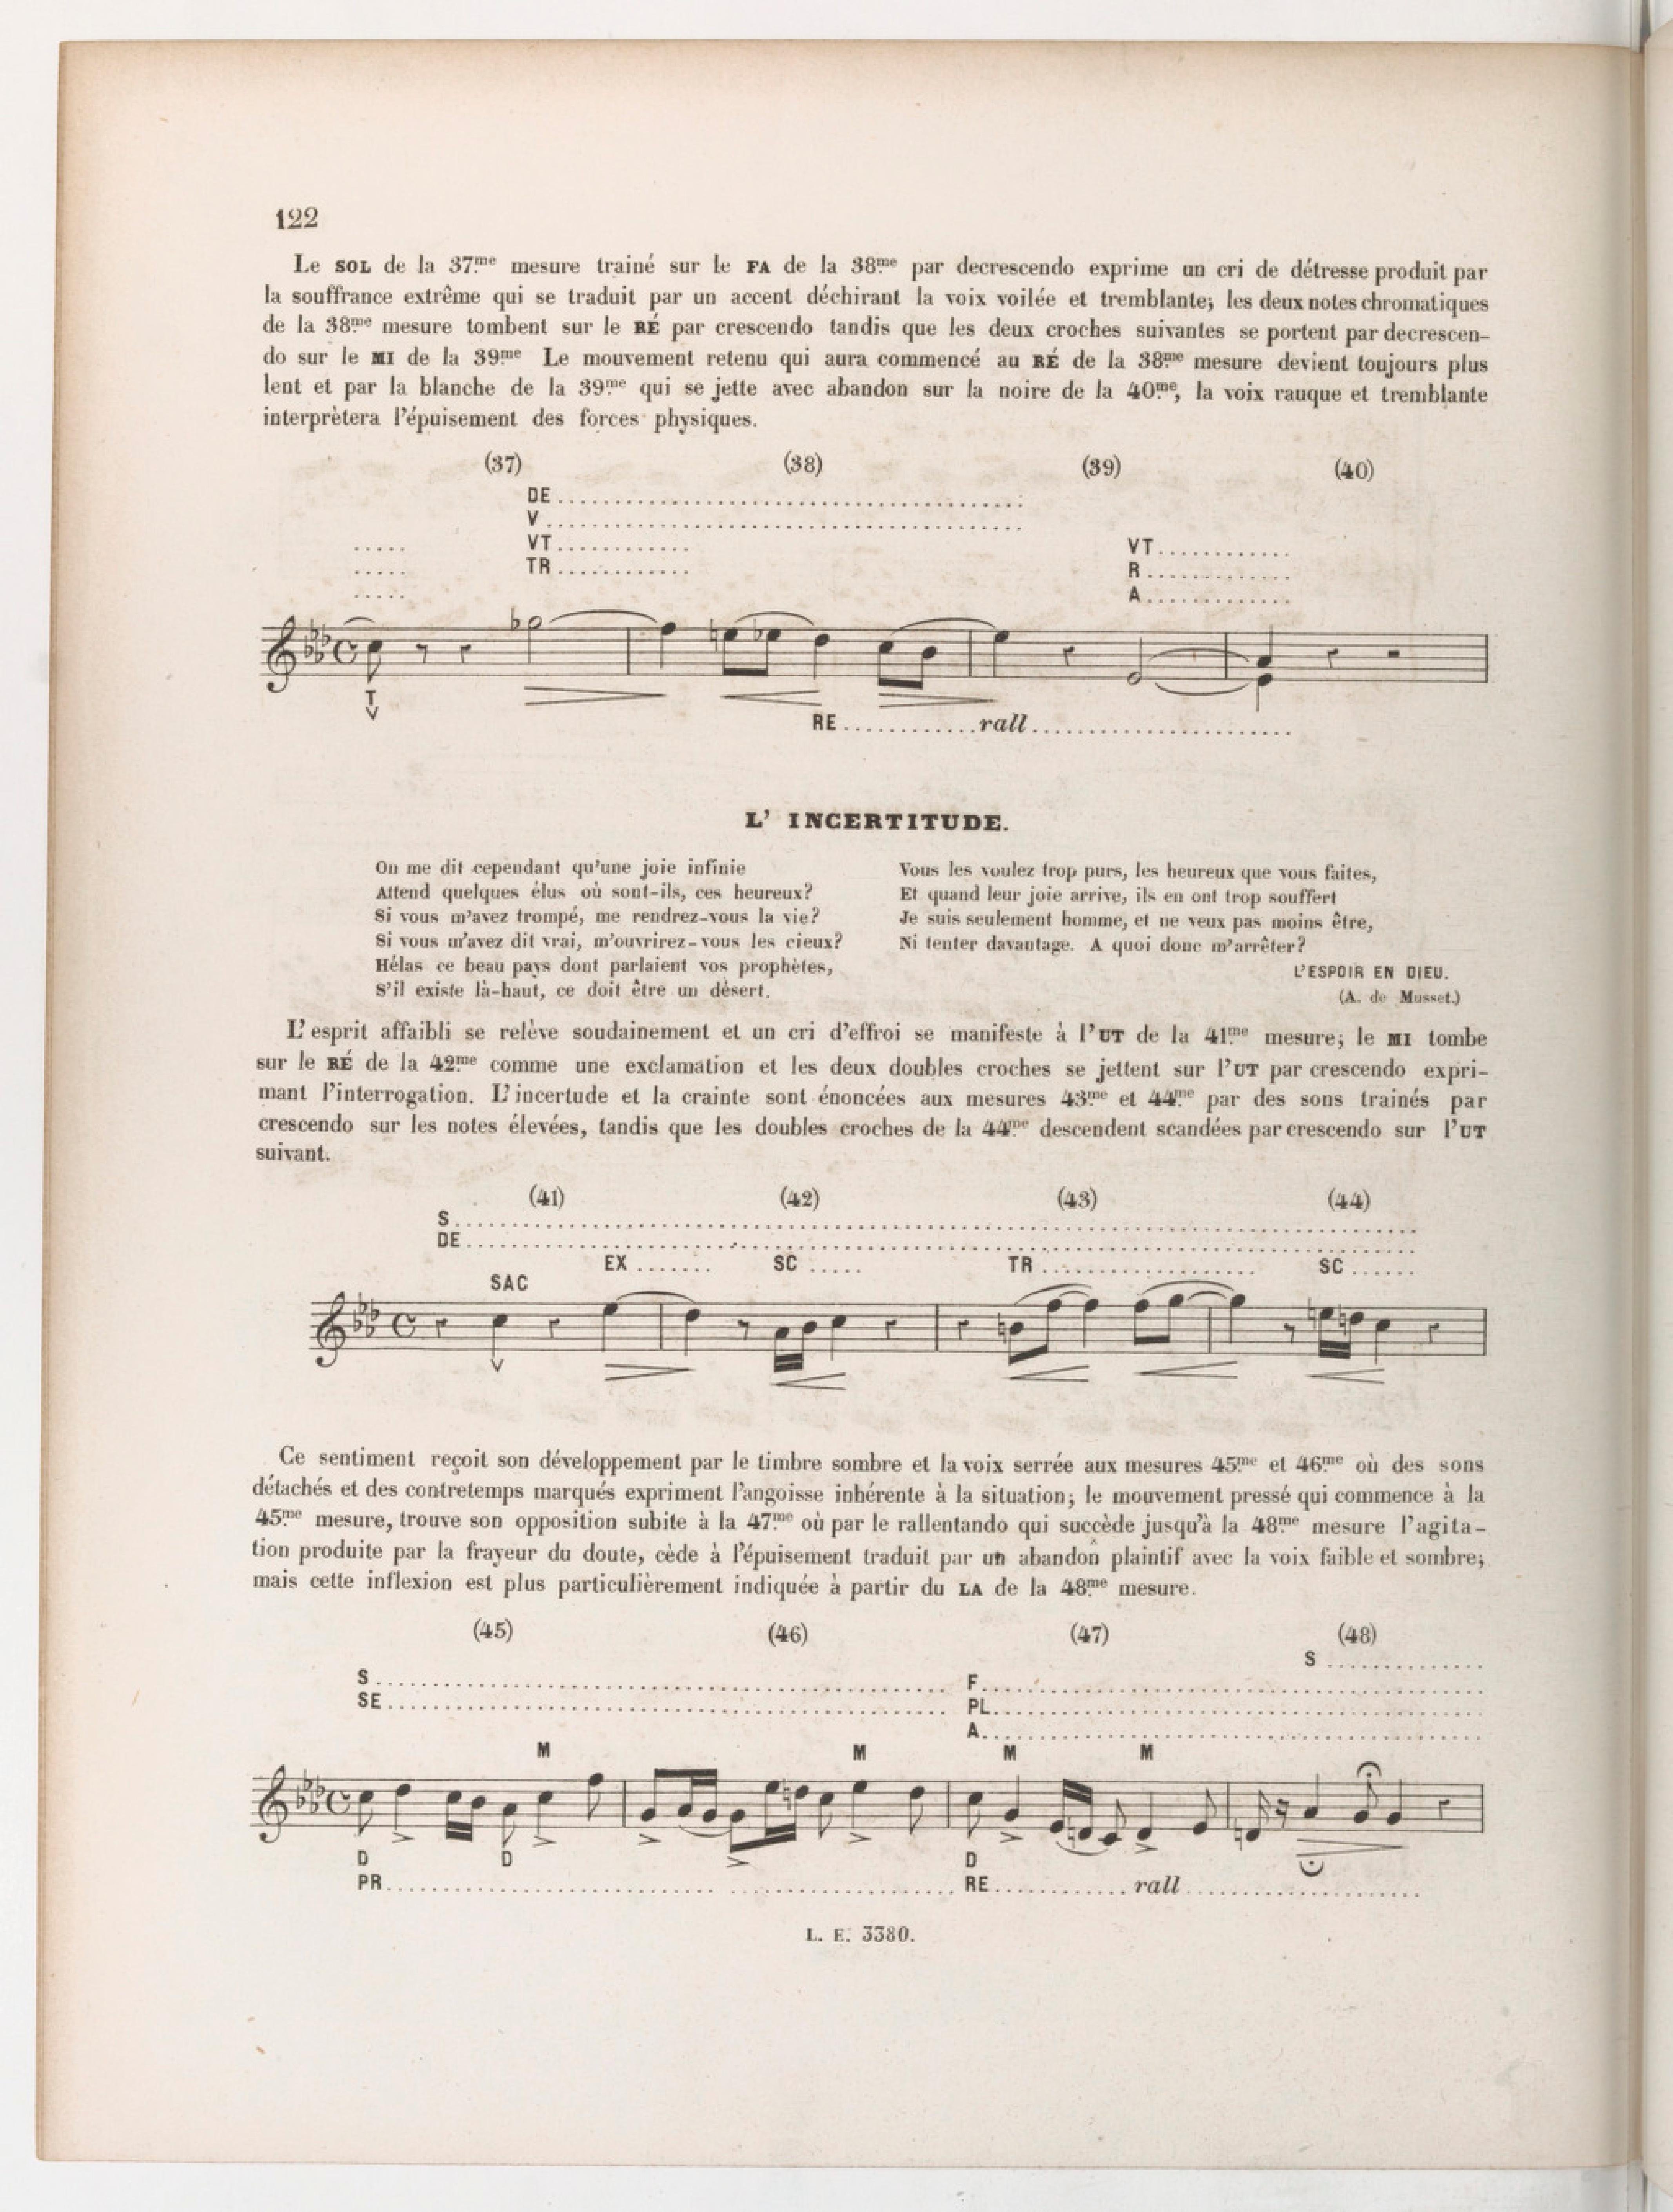 122
Le SOL de la 37.me mesure trainé sur le FA de la 38.me par decrescendo exprime un cri de détresse produit par
la souffrance extrême qui se traduit par un accent déchirant la voix voilée et tremblante; les deux notes chromatiques
de la 38.me mesure tombent sur le RÉ par crescendo tandis que les deux croches suivantes se portent par decrescen-
do sur le MI de la 39.me Le mouvement retenu qui aura commencé au RÉ de la 38.me mesure devient toujours plus
lent et par la blanche de la 39.me qui se jette avec abandon sur la noire de la 40.me, la voix rauque et tremblante
interprètera l'épuisement des forces physiques.
(37) (38) (39) (40)
DE
V
VT VT
TR R
A
T
RE rall
L' INCERTITUDE.
On me dit cependant qu'une joie infinie
Attend quelques élus où sont-ils, ces heureux?
Si vous m'avez trompé, me rendrez-vous la vie?
Si vous m'avez dit vrai, m'ouvrirez-vous les cieux?
Hélas ce beau pays dont parlaient vos prophètes,
S'il existe là-haut, ce doit être un désert.
Vous les voulez trop purs, les heureux que vous faites,
Et quand leur joie arrive, ils en ont trop souffert
Je suis seulement homme, et ne veux pas moins être,
Ni tenter davantage. A quoi donc m'arrêter?
L'ESPOIR EN DIEU.
(A. de Musset.)
L'esprit affaibli se relève soudainement et un cri d'effroi se manifeste à l'UT de la 41.me mesure; le MI tombe
sur le RÉ de la 42.me comme une exclamation et les deux doubles croches se jettent sur l'UT par crescendo expri-
mant l'interrogation. L'incertude et la crainte sont énoncées aux mesures 43.me et 44.me par des sons trainés par
crescendo sur les notes élevées, tandis que les doubles croches de la 44.me descendent scandées par crescendo sur l'UT
suivant.
(41) (42) (43) (44)
S
DE
EX SC TR SC
SAC
Ce sentiment reçoit son développement par le timbre sombre et la voix serrée aux mesures 45.me et 46.me où des sons
détachés et des contretemps marqués expriment l'angoisse inhérente à la situation; le mouvement pressé qui commence à la
45.me mesure, trouve son opposition subite à la 47.me où par le rallentando qui succède jusqu'à la 48.me mesure l'agita-
tion produite par la frayeur du doute, cède à l'épuisement traduit par un abandon plaintif avec la voix faible et sombre;
mais cette inflexion est plus particulièrement indiquée à partir du LA de la 48.me mesure.
(45) (46) (47) (48)
S
S F
SE PL
A
M M M M
D D D
PR RE rall
L. E. 3380.